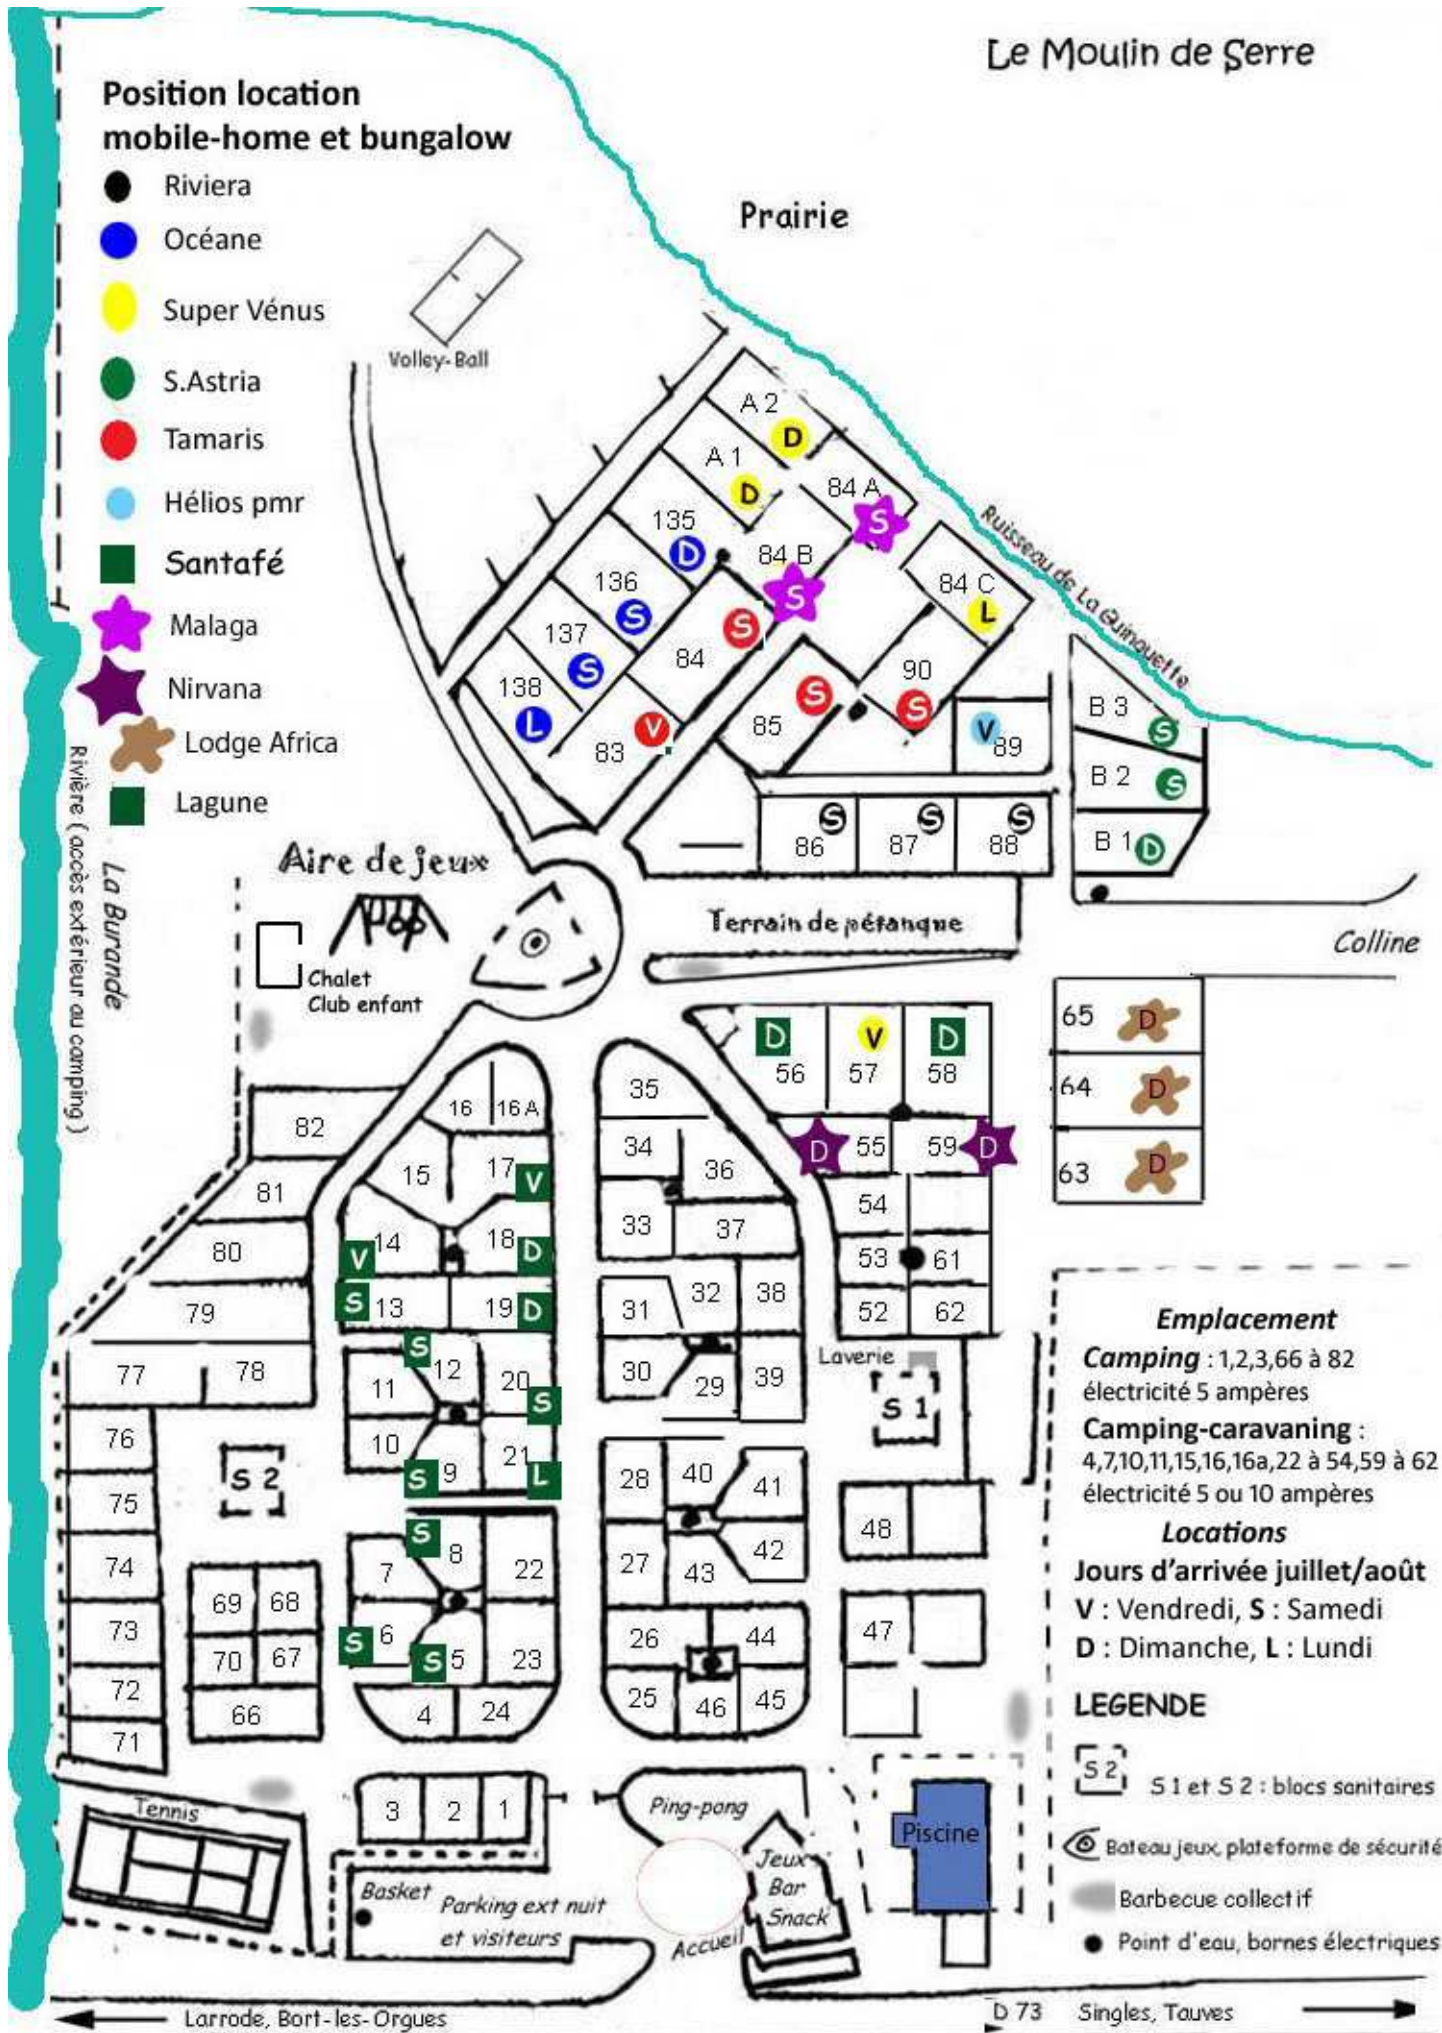 Le Moulin de Serre
Position location
mobile-home et bungalow
Riviera
Océane
Super Vénus
S.Astria
Tamaris
Hélios pmr
Santafé
Malaga
Nirvana
Lodge Africa
Lagune
Prairie
Volley-Ball
Ruisseau de La Guinouette
Rivière ( accès extérieur au camping )
La Burande
A 2
D
A 1
D
84 A
S
135
D
84 B
S
84 C
L
136
S
137
S
84
S
138
L
83
V
85
S
90
S
V
89
B 3
S
B 2
S
B 1
D
86
S
87
S
88
S
Aire de jeux
Chalet
Club enfant
Terrain de pétanque
Colline
65
D
64
D
63
D
D
56
V
57
D
58
D
55
59
D
54
53
61
52
62
35
34
36
33
37
32
38
31
30
29
39
16
16 A
15
17
V
14
V
18
D
S
13
19
D
S
12
11
20
S
10
S
9
21
L
82
81
80
79
77
78
76
75
74
73
72
71
S 2
69
68
70
67
66
S
8
7
22
S
6
S
5
23
4
24
28
40
41
27
43
42
26
44
25
46
45
Laverie
S 1
48
47
Emplacement
Camping : 1,2,3,66 à 82
électricité 5 ampères
Camping-caravaning :
4,7,10,11,15,16,16a,22 à 54,59 à 62
électricité 5 ou 10 ampères
Locations
Jours d'arrivée juillet/août
V : Vendredi, S : Samedi
D : Dimanche, L : Lundi
LEGENDE
S 2
S 1 et S 2 : blocs sanitaires
Bateau jeux, plateforme de sécurité
Barbecue collectif
Point d'eau, bornes électriques
Tennis
3
2
1
Ping-pong
Piscine
Jeux
Bar
Snack
Basket
Parking ext nuit
et visiteurs
Accueil
Larrode, Bort-les-Orgues
D 73
Singles, Tauves